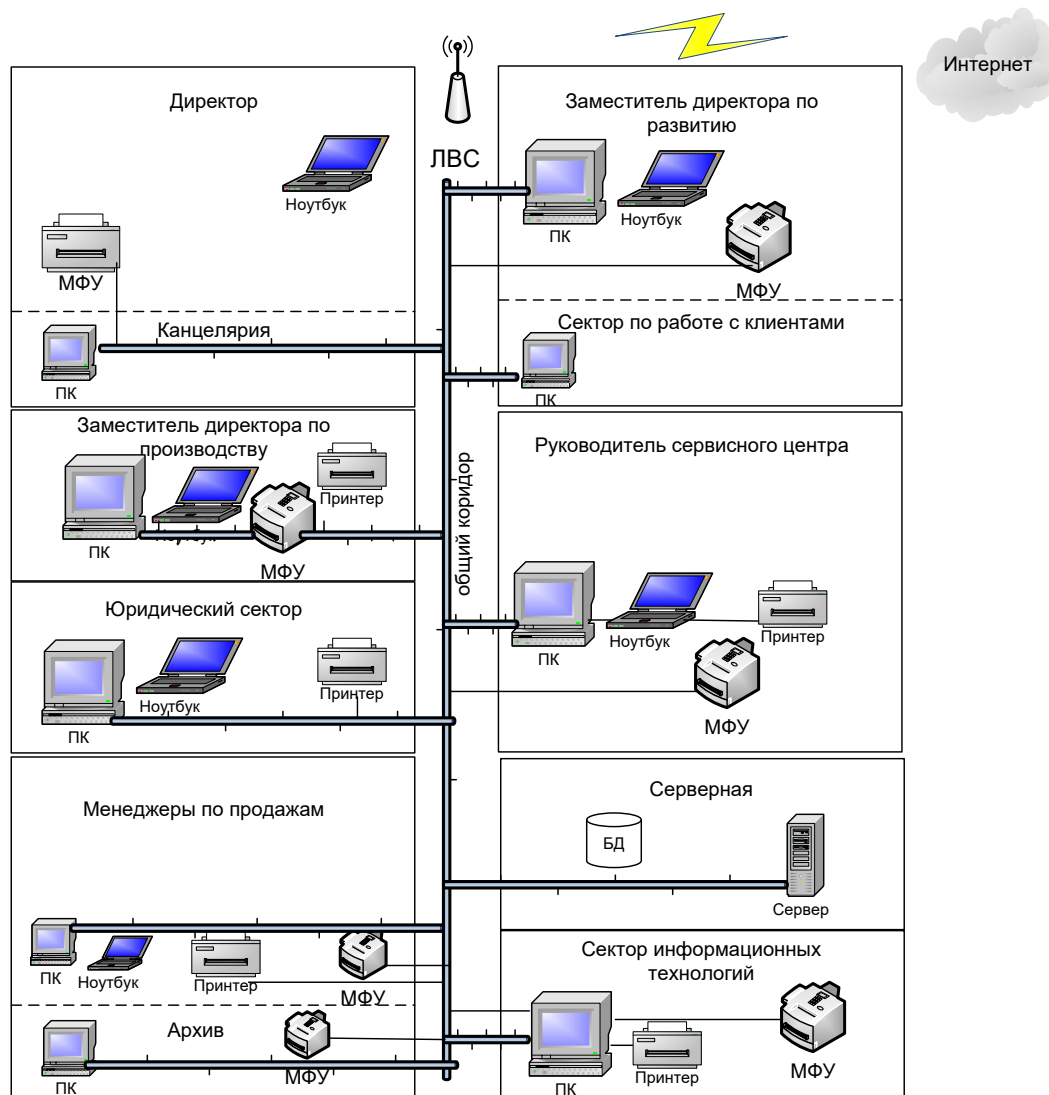 Интернет
Директор
Ноутбук
МФУ
ЛВС
Заместитель директора по
развитию
ПК
Ноутбук
МФУ
Канцелярия
ПК
Сектор по работе с клиентами
ПК
Заместитель директора по
производству
Принтер
ПК
Ноутбук
МФУ
общий коридор
Руководитель сервисного центра
ПК
Ноутбук
Принтер
МФУ
Юридический сектор
Ноутбук
Принтер
ПК
Менеджеры по продажам
ПК
Ноутбук
Принтер
МФУ
Серверная
БД
Сервер
Архив
ПК
МФУ
Сектор информационных
технологий
ПК
Принтер
МФУ